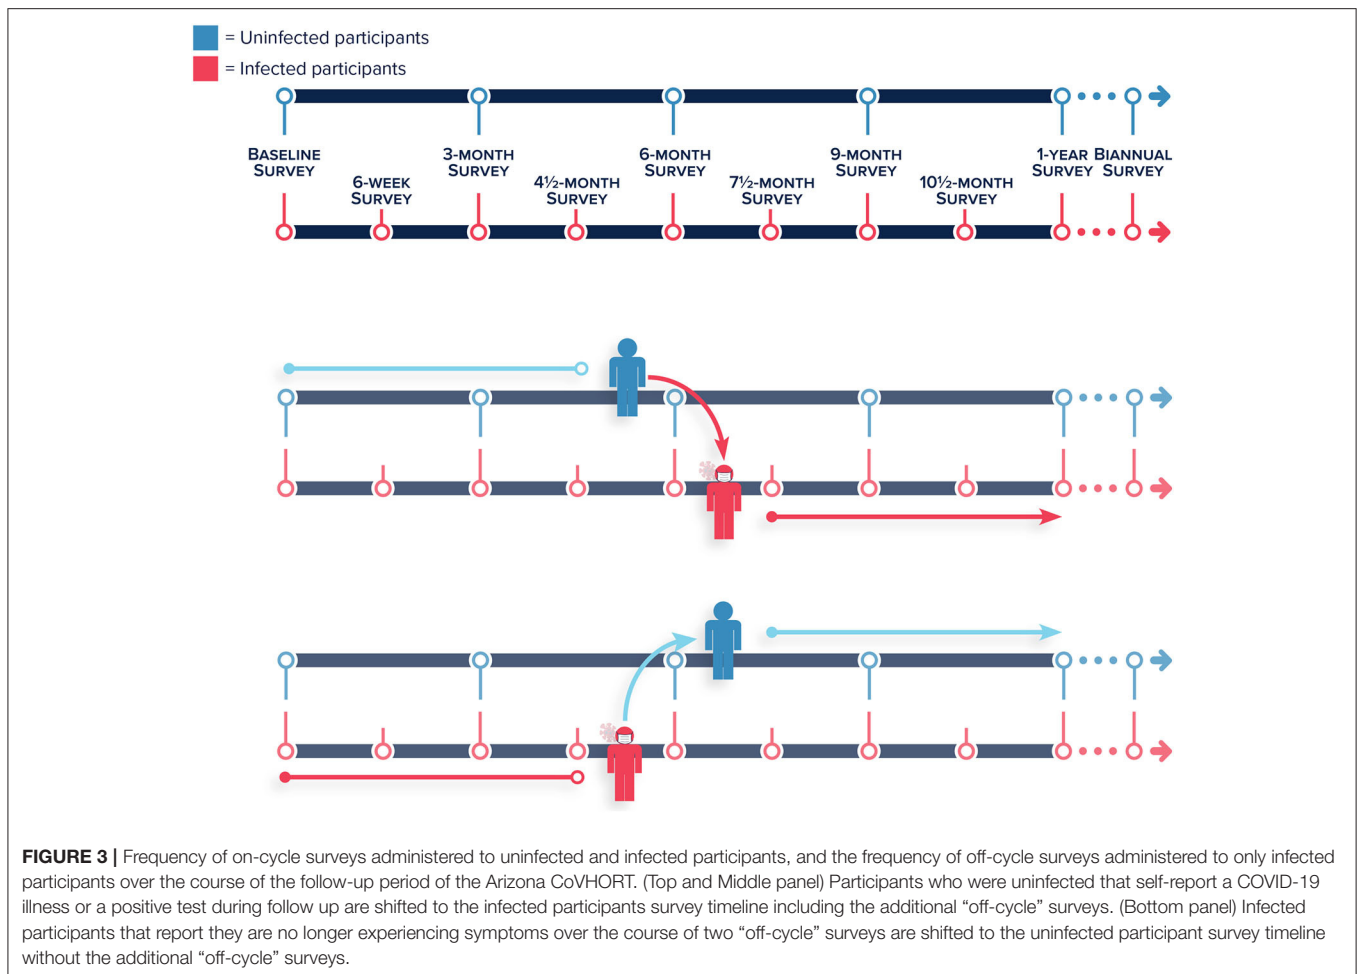 = Uninfected participants
= Infected participants
BASELINE SURVEY
6-WEEK SURVEY
3-MONTH SURVEY
4½-MONTH SURVEY
6-MONTH SURVEY
7½-MONTH SURVEY
9-MONTH SURVEY
10½-MONTH SURVEY
1-YEAR SURVEY
BIANNUAL SURVEY
FIGURE 3 | Frequency of on-cycle surveys administered to uninfected and infected participants, and the frequency of off-cycle surveys administered to only infected
participants over the course of the follow-up period of the Arizona CoVHORT. (Top and Middle panel) Participants who were uninfected that self-report a COVID-19
illness or a positive test during follow up are shifted to the infected participants survey timeline including the additional “off-cycle” surveys. (Bottom panel) Infected
participants that report they are no longer experiencing symptoms over the course of two “off-cycle” surveys are shifted to the uninfected participant survey timeline
without the additional “off-cycle” surveys.